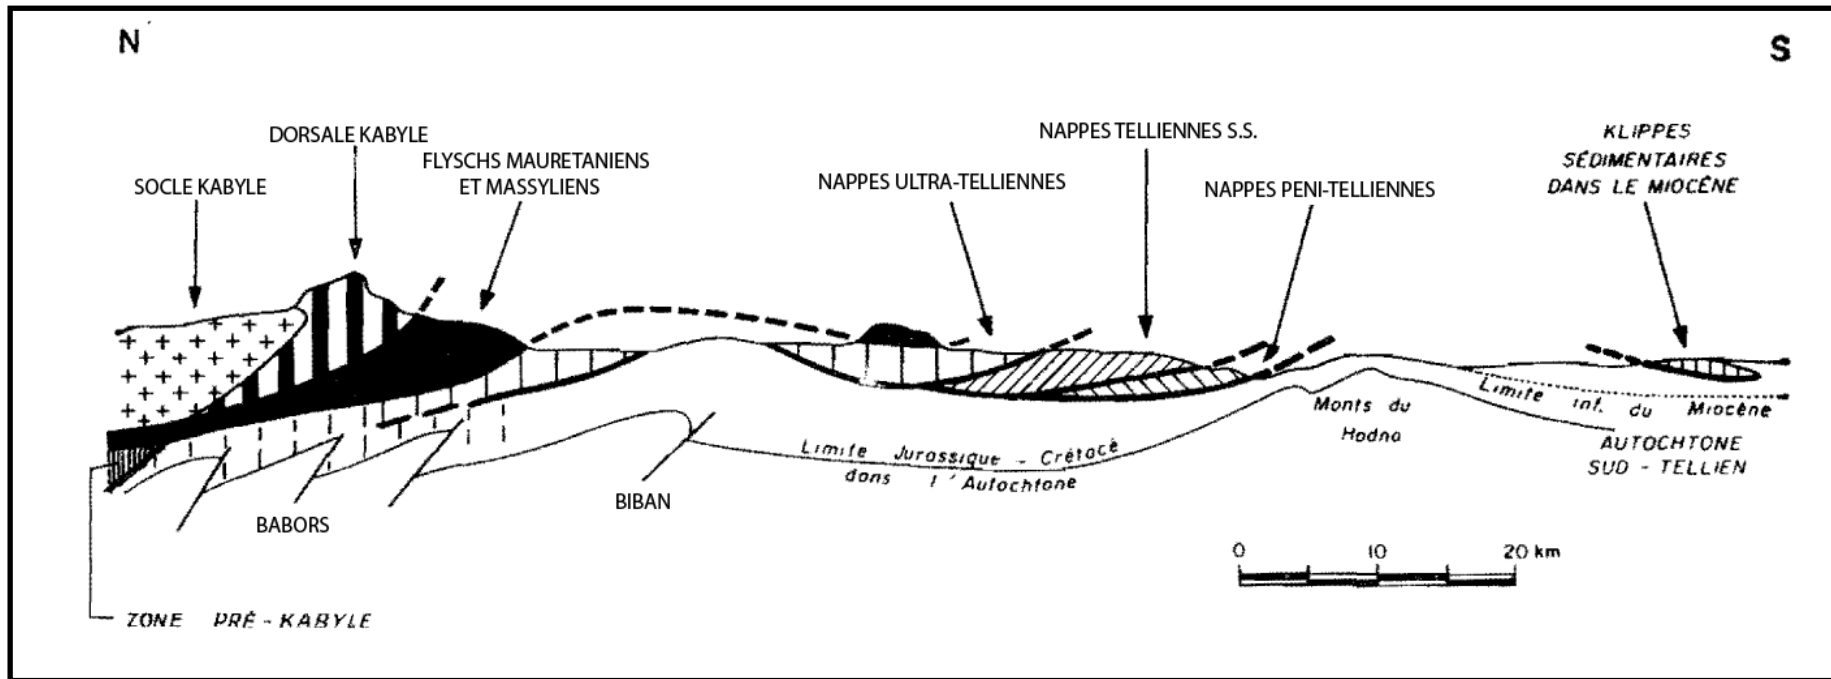 N
S
DORSALE KABYLE
SOCLE KABYLE
FLYSCHS MAURETANIENS
ET MASSYLIENS
NAPPES ULTRA-TELLIENNES
NAPPES TELLIENNES S.S.
NAPPES PENI-TELLIENNES
KLIPPES
SÉDIMENTAIRES
DANS LE MIOCÈNE
Limite inf. du Miocène
Monts du
Hodna
AUTOCHTONE
SUD - TELLIEN
Limite Jurassique - Crétacé
dans l'Autochtone
BIBAN
BABORS
0 10 20 km
ZONE PRÉ - KABYLE